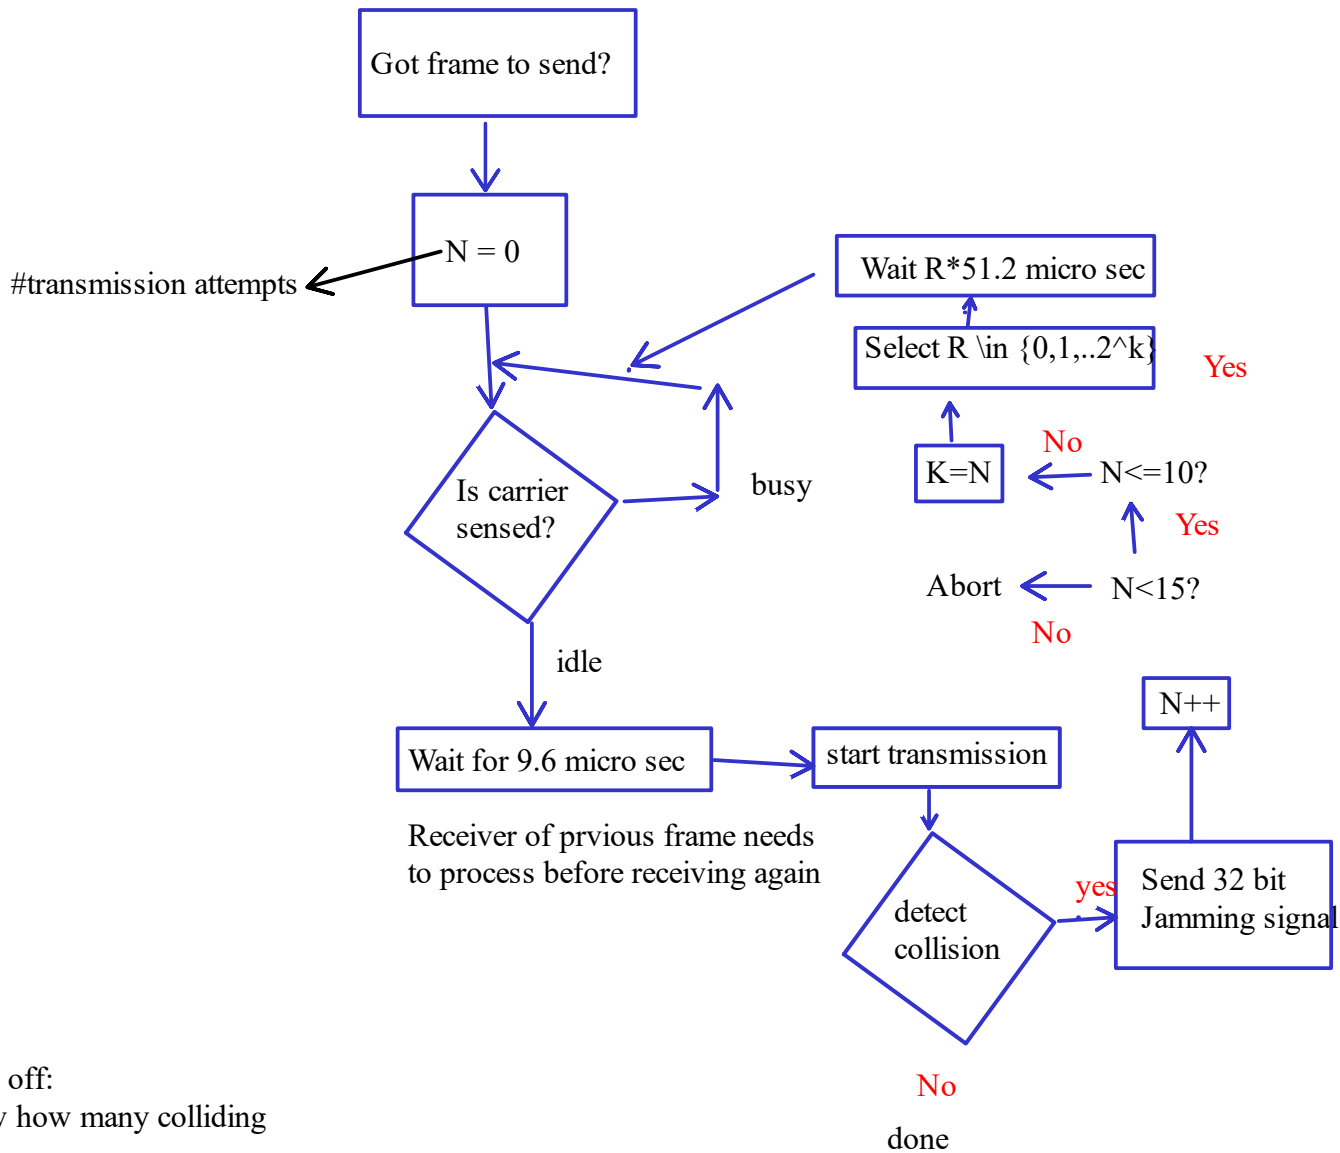 Got frame to send?
N = 0
#transmission attempts
Wait R*51.2 micro sec
Select R \in {0,1,..2^k}
Yes
No
K=N
N<=10?
busy
Is carrier
sensed?
Yes
Abort
N<15?
No
idle
N++
Wait for 9.6 micro sec
start transmission
Receiver of prvious frame needs
to process before receiving again
yes
Send 32 bit
Jamming signal
detect
collision
off:
how many colliding
No
done